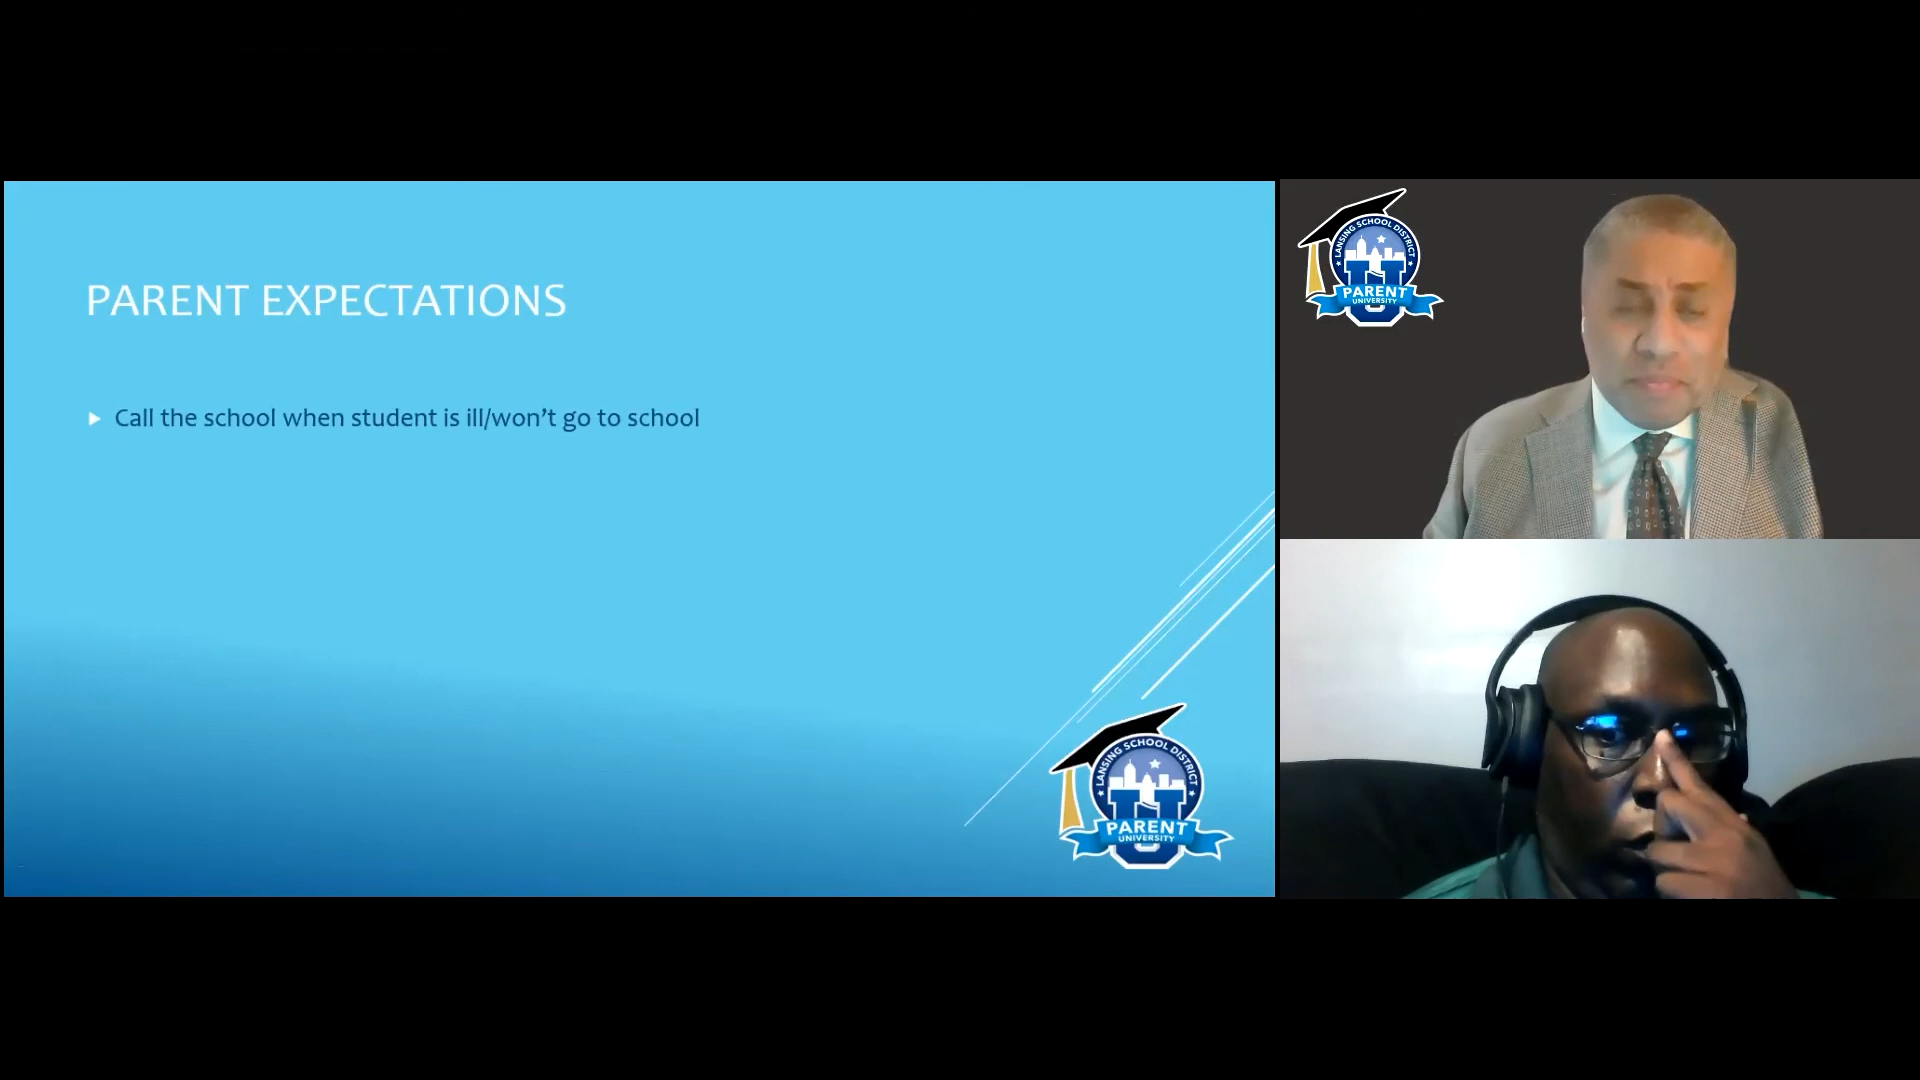 PARENT EXPECTATIONS
Call the school when student is ill/won't go to school
LANSING SCHOOL DISTRICT
PARENT
UNIVERSITY
LANSING SCHOOL DISTRICT
PARENT
UNIVERSITY